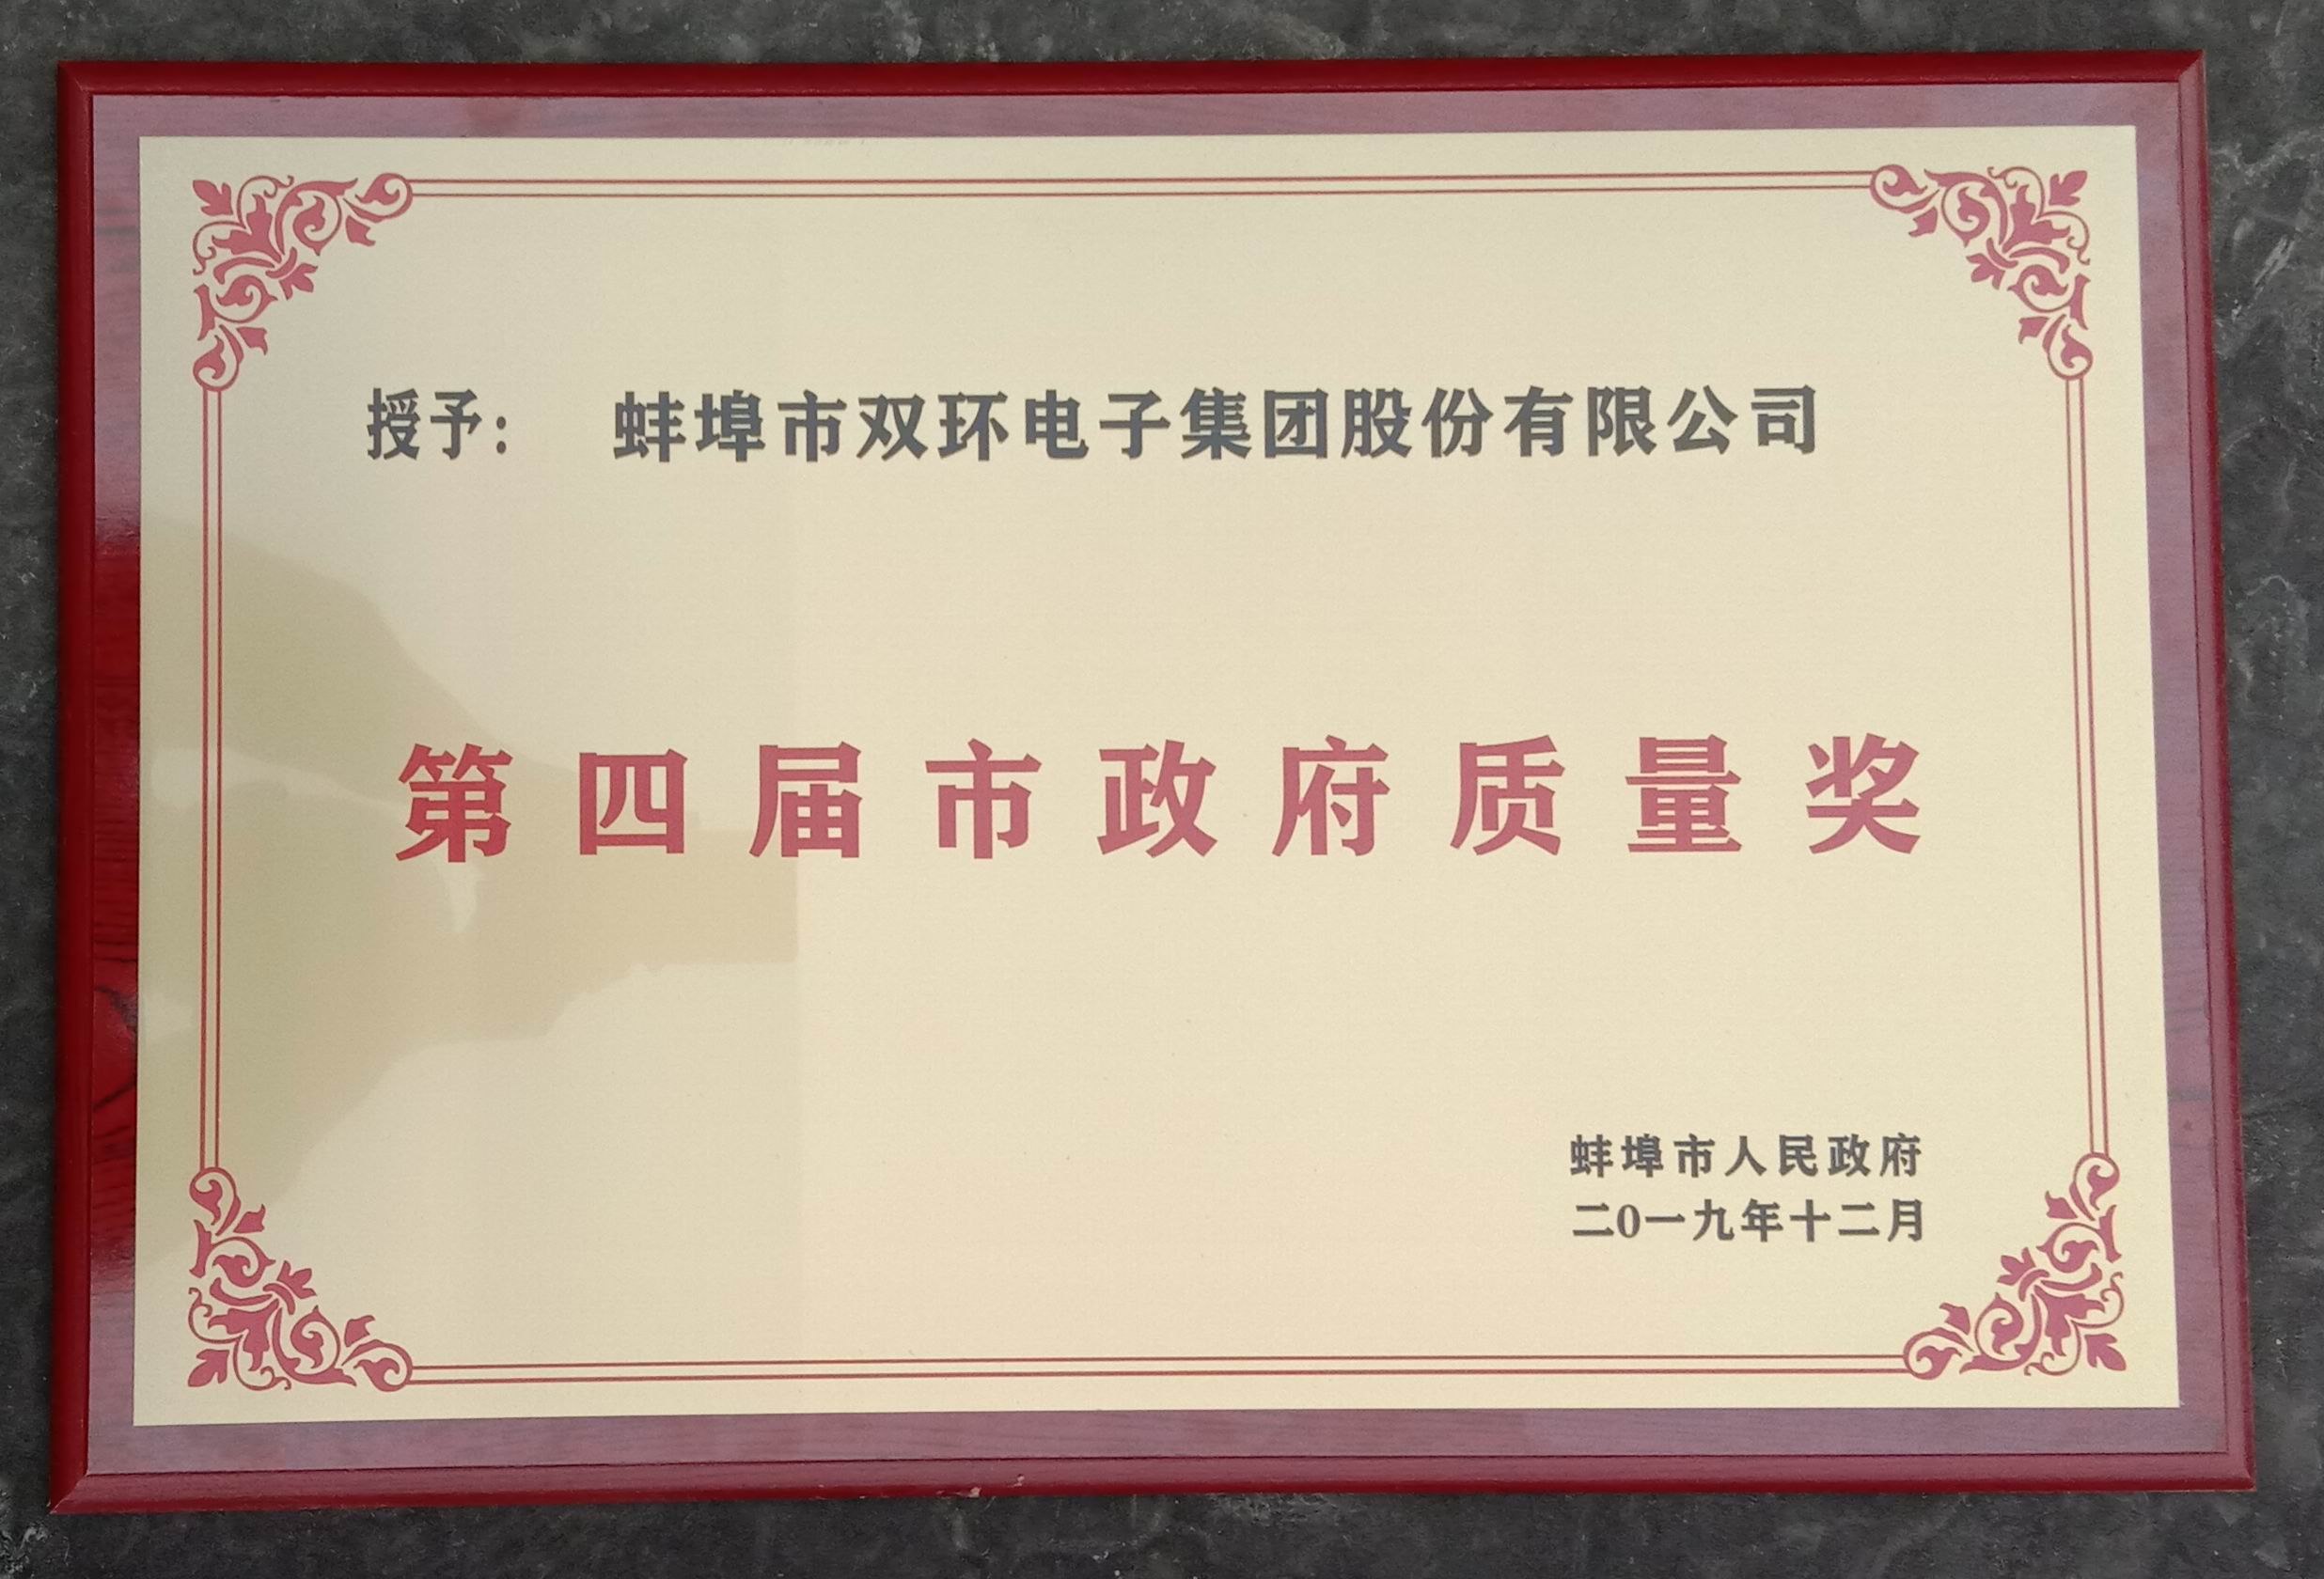 授予： 蚌埠市双环电子集团股份有限公司
第四届市政府质量奖
蚌埠市人民政府
二0一九年十二月